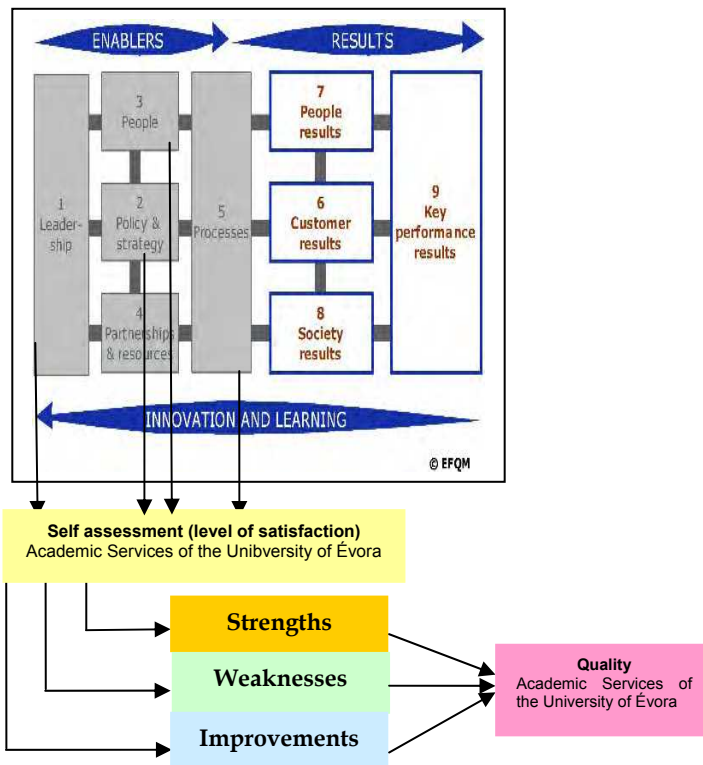 ENABLERS
RESULTS
1
Leader-
ship
3
People
2
Policy &
strategy
4
Partnerships
& resources
5
Processes
7
People
results
6
Customer
results
8
Society
results
9
Key
performance
results
INNOVATION AND LEARNING
© EFQM
Self assessment (level of satisfaction)
Academic Services of the Unibversity of Évora
Strengths
Weaknesses
Improvements
Quality
Academic Services of
the University of Évora